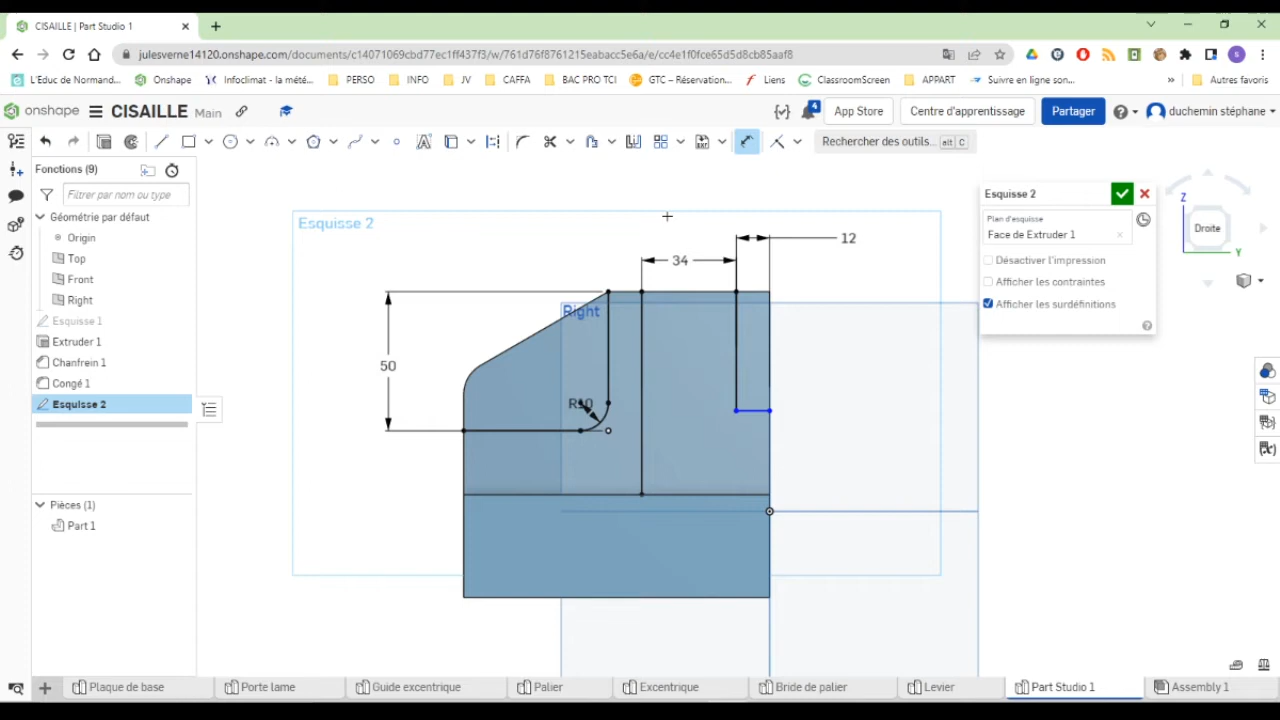 CISAILLE | Part Studio 1
julesverne14120.onshape.com/documents/c14071069cbd77ec1ff437f3/w/761d76f8761215eabacc5e6a/e/cc4e1f0fce65d5d8cb85aaf8
L'Educ de Normand... Onshape Infoclimat - la mété... PERSO INFO JV CAFFA BAC PRO TCI GTC – Réservation... Liens ClassroomScreen APPART Suivre en ligne son... » Autres favoris
onshape CISAILLE Main 4 App Store Centre d'apprentissage Partager duchemin stéphane
Rechercher des outils... alt C
Fonctions (9)
Filtrer par nom ou type
Géométrie par défaut
Origin
Top
Front
Right
Esquisse 1
Extruder 1
Chanfrein 1
Congé 1
Esquisse 2
Pièces (1)
Part 1
Esquisse 2
12
34
Right
50
R10
Esquisse 2
Plan d'esquisse
Face de Extruder 1
Désactiver l'impression
Afficher les contraintes
Afficher les surdéfinitions
Z
Droite
Y
Plaque de base Porte lame Guide excentrique Palier Excentrique Bride de palier Levier Part Studio 1 Assembly 1